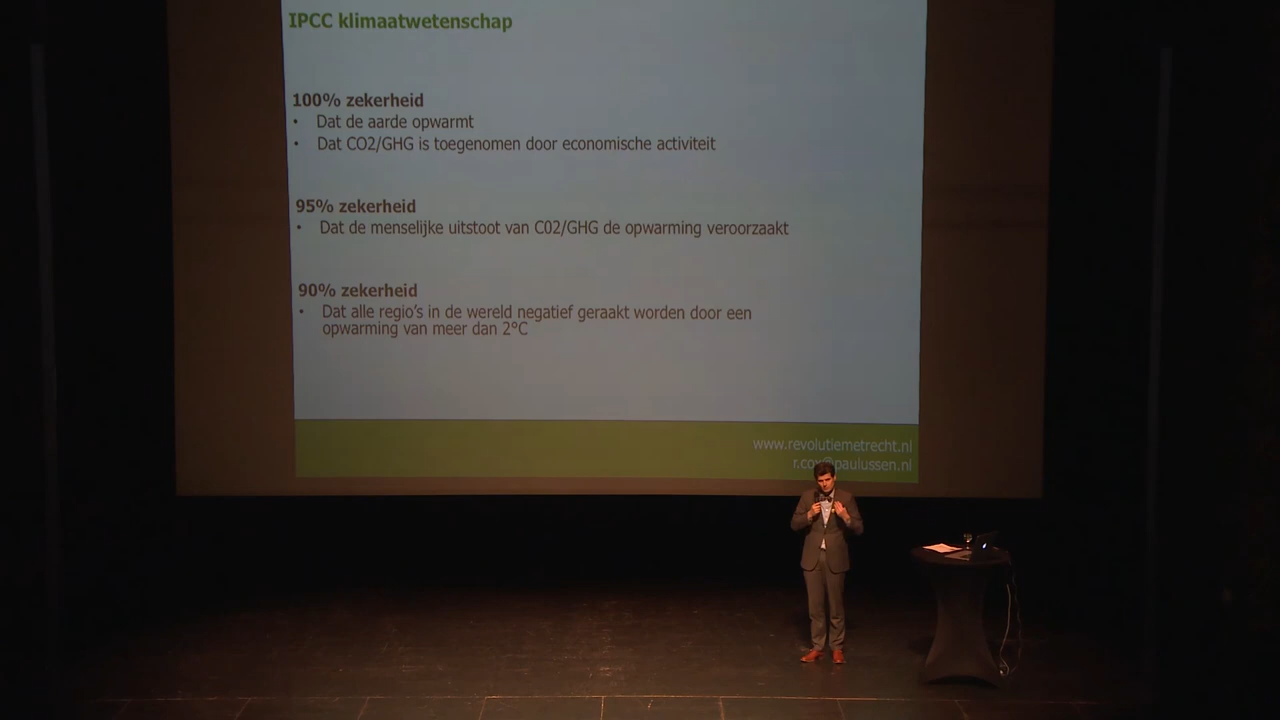 IPCC klimaatwetenschap
100% zekerheid
• Dat de aarde opwarmt
• Dat CO2/GHG is toegenomen door economische activiteit
95% zekerheid
• Dat de menselijke uitstoot van C02/GHG de opwarming veroorzaakt
90% zekerheid
• Dat alle regio's in de wereld negatief geraakt worden door een
opwarming van meer dan 2°C
www.revolutiemetrecht.nl
r.cox@paulussen.nl